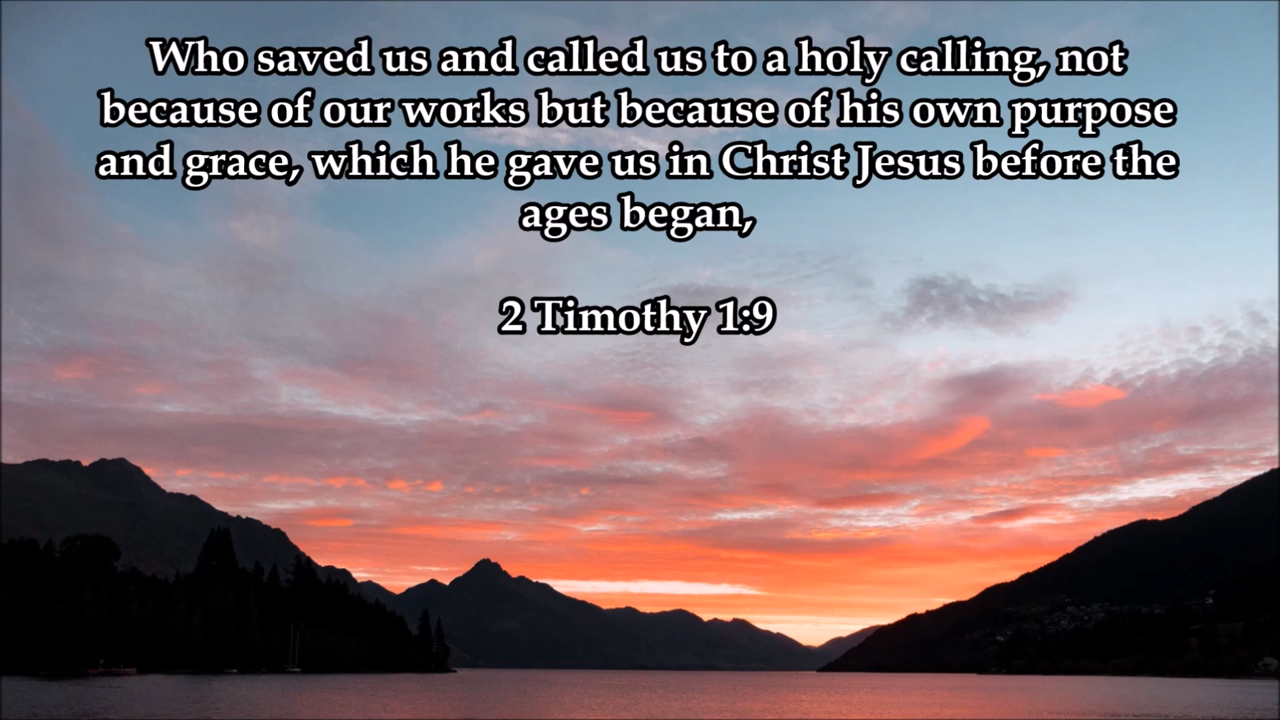 Who saved us and called us to a holy calling, not
because of our works but because of his own purpose
and grace, which he gave us in Christ Jesus before the
ages began,
2 Timothy 1:9